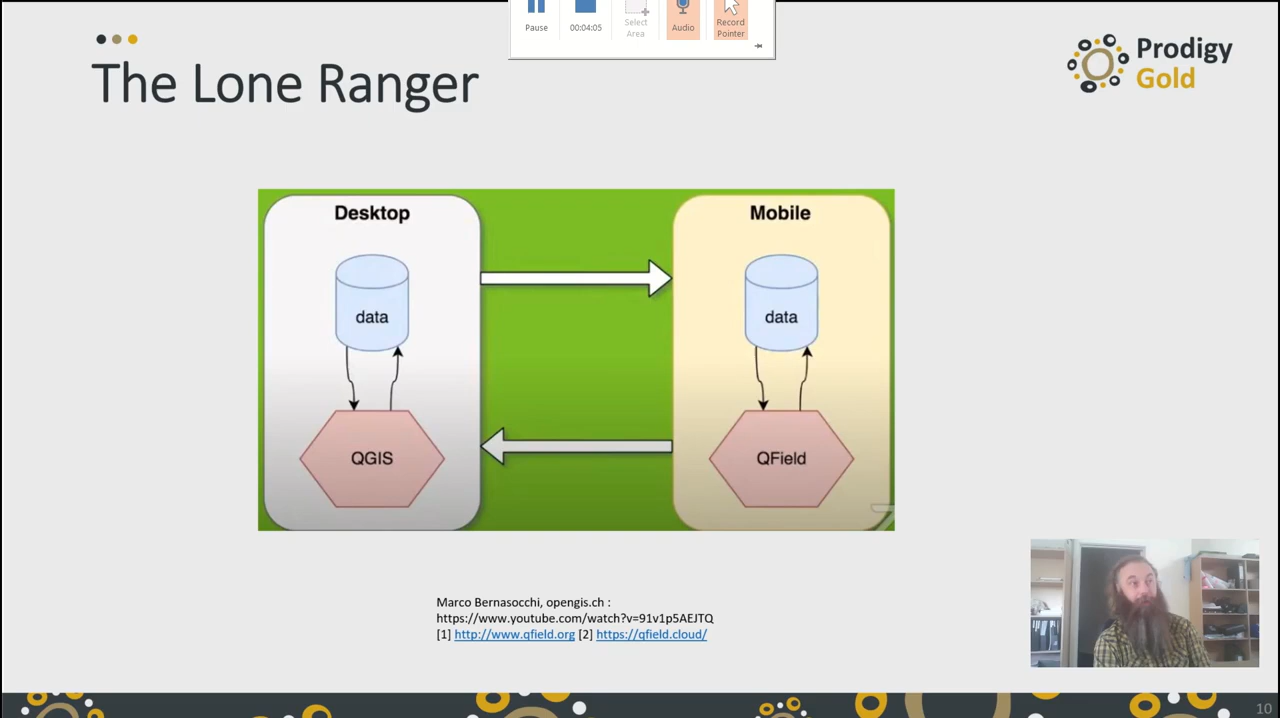 Pause
00:04:05
Select
Area
Audio
Record
Pointer
The Lone Ranger
Prodigy
Gold
Desktop
Mobile
data
data
QGIS
QField
Marco Bernasocchi, opengis.ch :
https://www.youtube.com/watch?v=91v1p5AEJTQ
[1] http://www.qfield.org [2] https://qfield.cloud/
10